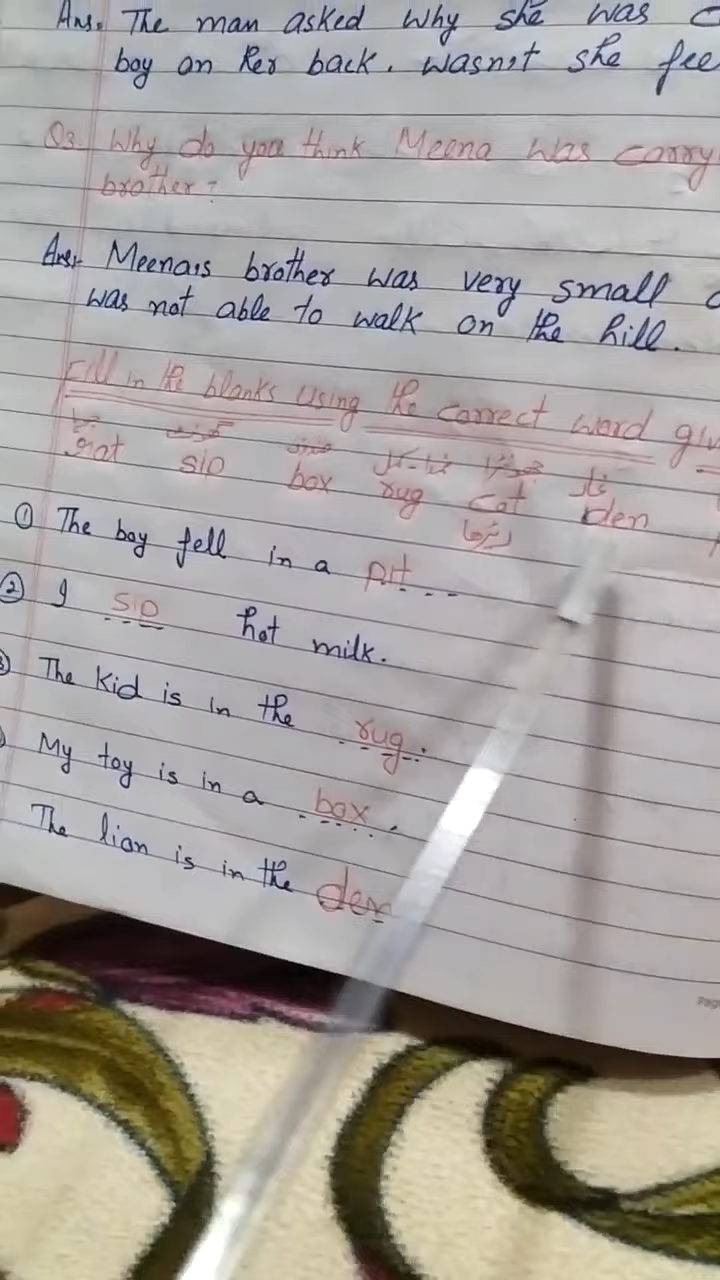 Ans. The man asked why she was
boy on her back. Wasn't she fee
Q3. Why do you think Meena was carry
brother?
Ans. Meena's brother was very small
was not able to walk on the hill.
Fill in the blanks using the correct word giv
sip box rug cot den
① The boy fell in a pit...
② I sip hot milk.
The kid is in the rug.
My toy is in a box.
The lion is in the den
Pag